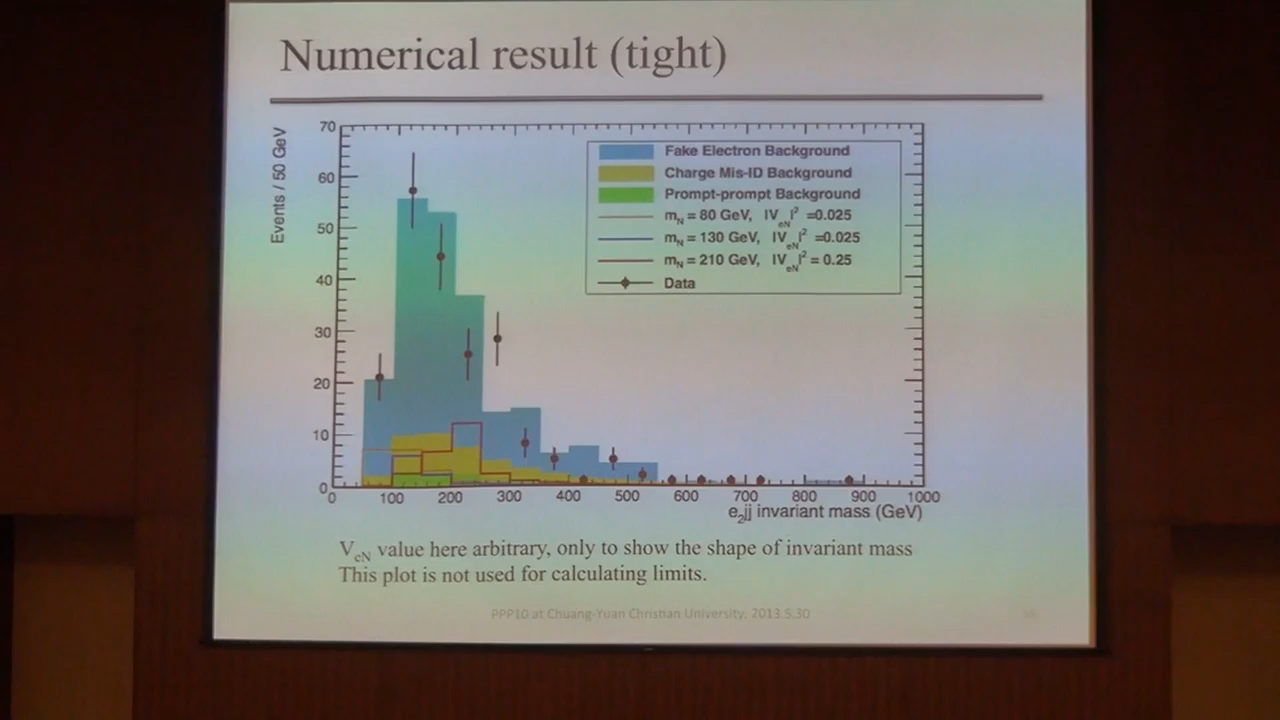 Numerical result (tight)
Events / 50 GeV
70
60
50
40
30
20
10
0
Fake Electron Background
Charge Mis-ID Background
Prompt-prompt Background
m_N = 80 GeV, |V_eN|² =0.025
m_N = 130 GeV, |V_eN|² =0.025
m_N = 210 GeV, |V_eN|² = 0.25
Data
0 100 200 300 400 500 600 700 800 900 1000
e₂jj invariant mass (GeV)
V_eN value here arbitrary, only to show the shape of invariant mass
This plot is not used for calculating limits.
PPP10 at Chuang-Yuan Christian University, 2013.5.30